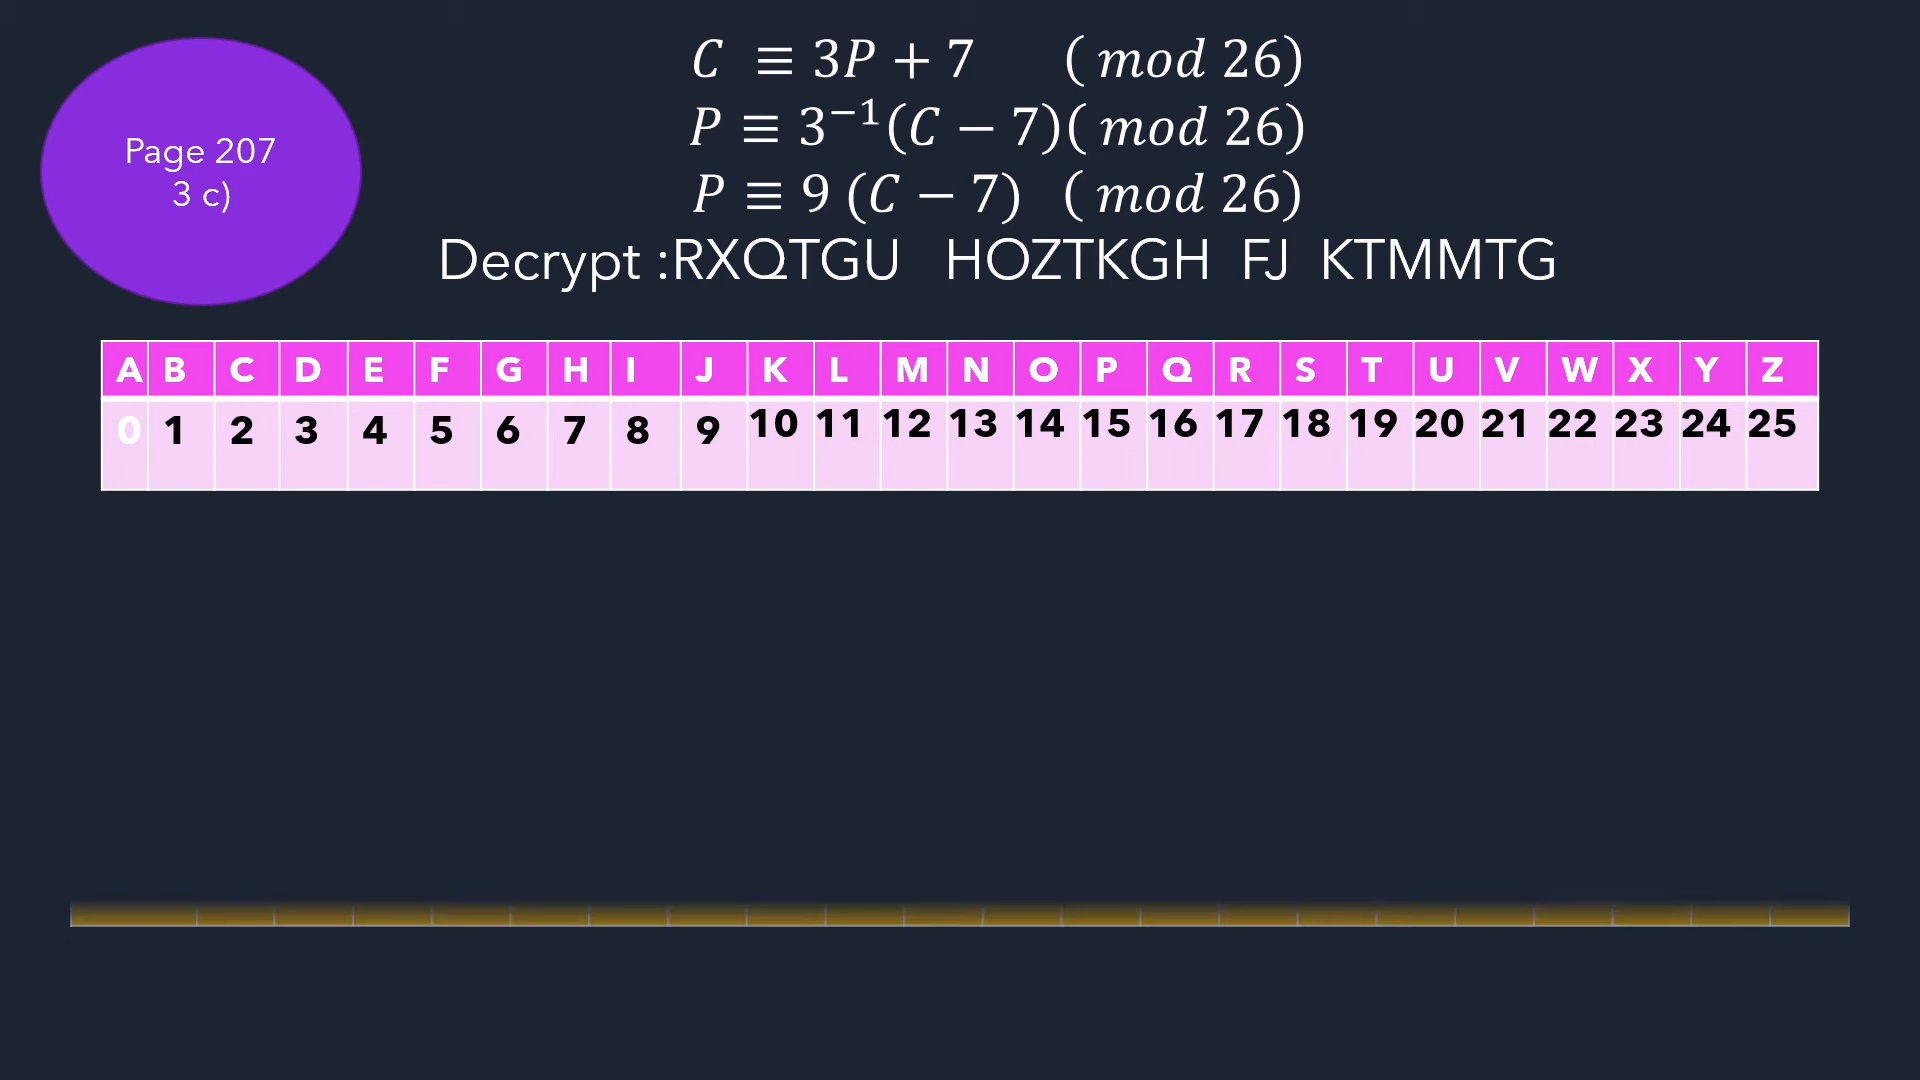 Page 207
3 c)
C ≡ 3P + 7 ( mod 26)
P ≡ 3⁻¹(C − 7)( mod 26)
P ≡ 9 (C − 7) ( mod 26)
Decrypt :RXQTGU HOZTKGH FJ KTMMTG
A B C D E F G H I J K L M N O P Q R S T U V W X Y Z
0 1 2 3 4 5 6 7 8 9 10 11 12 13 14 15 16 17 18 19 20 21 22 23 24 25